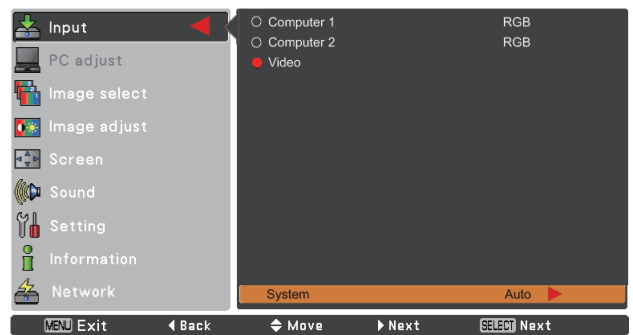 Input
PC adjust
Image select
Image adjust
Screen
Sound
Setting
Information
Network
Computer 1 RGB
Computer 2 RGB
Video
System Auto
MENU Exit Back Move Next SELECT Next